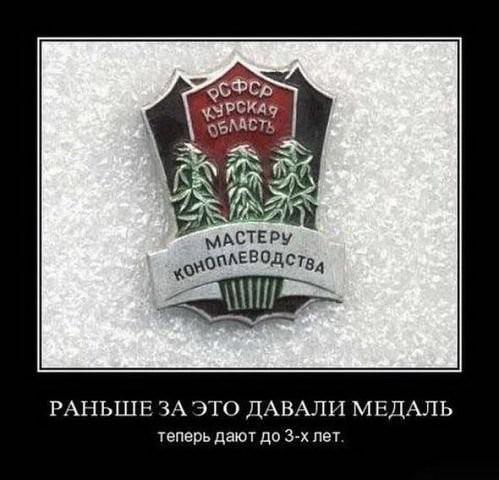 РСФСР
КУРСКАЯ
ОБЛАСТЬ
МАСТЕРУ
КОНОПЛЕВОДСТВА
РАНЬШЕ ЗА ЭТО ДАВАЛИ МЕДАЛЬ
теперь дают до 3-х лет.